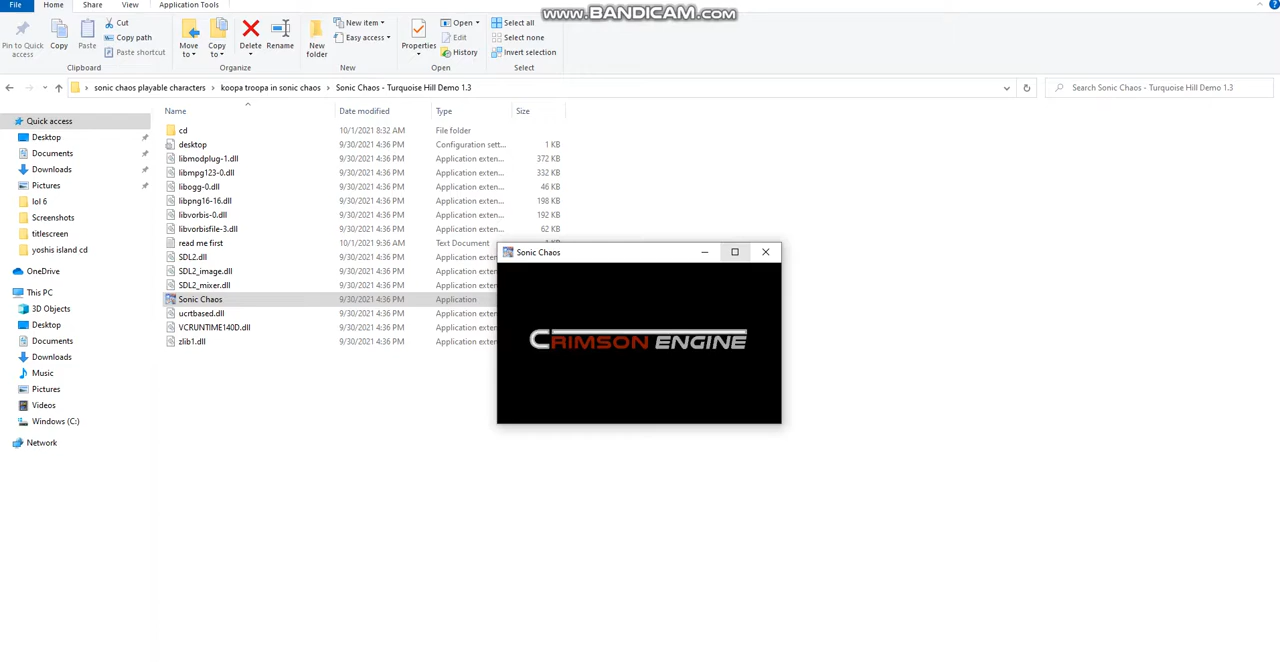 www.BANDICAM.com
File Home Share View Application Tools
Pin to Quick access
Copy
Paste
Cut
Copy path
Paste shortcut
Move to
Copy to
Delete
Rename
New folder
New item
Easy access
Properties
Open
Edit
History
Select all
Select none
Invert selection
Clipboard Organize New Open Select
sonic chaos playable characters › koopa troopa in sonic chaos › Sonic Chaos - Turquoise Hill Demo 1.3
Search Sonic Chaos - Turquoise Hill Demo 1.3
Quick access
Desktop
Documents
Downloads
Pictures
lol 6
Screenshots
titlescreen
yoshis island cd
OneDrive
This PC
3D Objects
Desktop
Documents
Downloads
Music
Pictures
Videos
Windows (C:)
Network
Name Date modified Type Size
cd 10/1/2021 8:32 AM File folder
desktop 9/30/2021 4:36 PM Configuration sett... 1 KB
libmodplug-1.dll 9/30/2021 4:36 PM Application exten... 372 KB
libmpg123-0.dll 9/30/2021 4:36 PM Application exten... 332 KB
libogg-0.dll 9/30/2021 4:36 PM Application exten... 46 KB
libpng16-16.dll 9/30/2021 4:36 PM Application exten... 198 KB
libvorbis-0.dll 9/30/2021 4:36 PM Application exten... 192 KB
libvorbisfile-3.dll 9/30/2021 4:36 PM Application exten... 62 KB
read me first 10/1/2021 9:36 AM Text Document
SDL2.dll 9/30/2021 4:36 PM Application exten
SDL2_image.dll 9/30/2021 4:36 PM Application exten
SDL2_mixer.dll 9/30/2021 4:36 PM Application exten
Sonic Chaos 9/30/2021 4:36 PM Application
ucrtbased.dll 9/30/2021 4:36 PM Application exten
VCRUNTIME140D.dll 9/30/2021 4:36 PM Application exten
zlib1.dll 9/30/2021 4:36 PM Application exten
Sonic Chaos
CRIMSON ENGINE